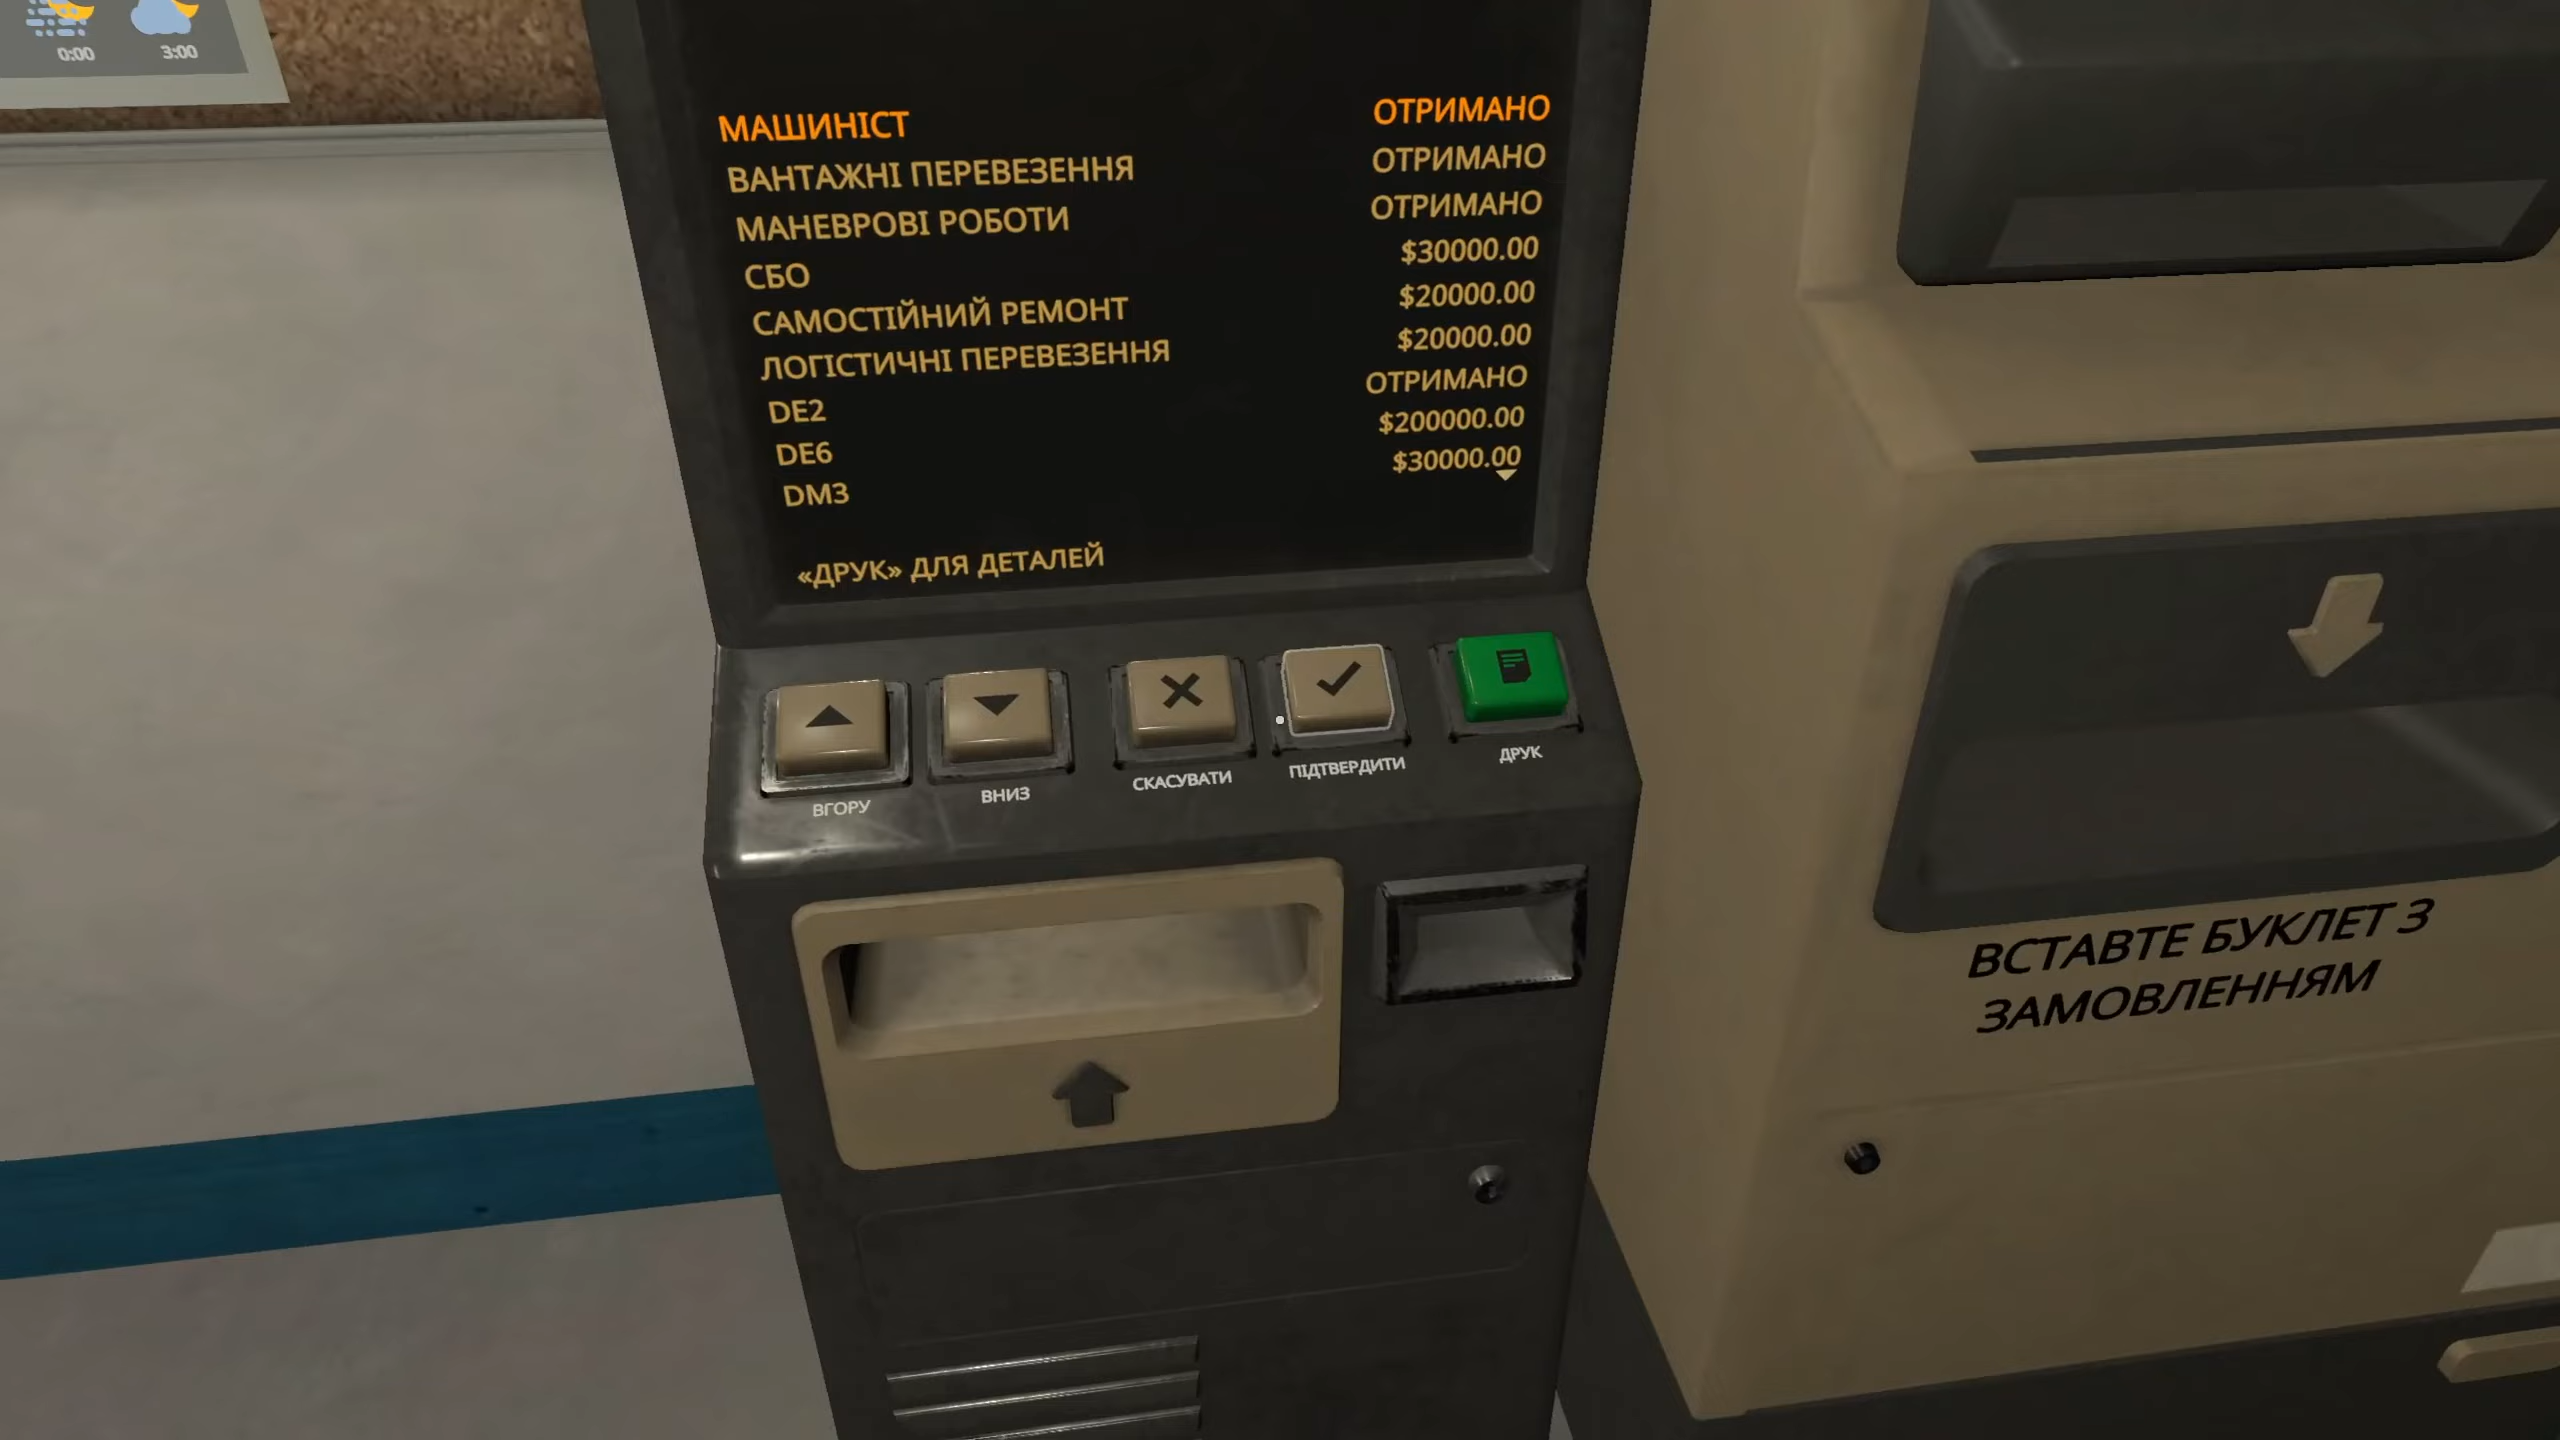 0:00 3:00
МАШИНІСТ ОТРИМАНО
ВАНТАЖНІ ПЕРЕВЕЗЕННЯ ОТРИМАНО
МАНЕВРОВІ РОБОТИ ОТРИМАНО
СБО $30000.00
САМОСТІЙНИЙ РЕМОНТ $20000.00
ЛОГІСТИЧНІ ПЕРЕВЕЗЕННЯ $20000.00
DE2 ОТРИМАНО
DE6 $200000.00
DM3 $30000.00
«ДРУК» ДЛЯ ДЕТАЛЕЙ
ВГОРУ ВНИЗ СКАСУВАТИ ПІДТВЕРДИТИ ДРУК
ВСТАВТЕ БУКЛЕТ З
ЗАМОВЛЕННЯМ